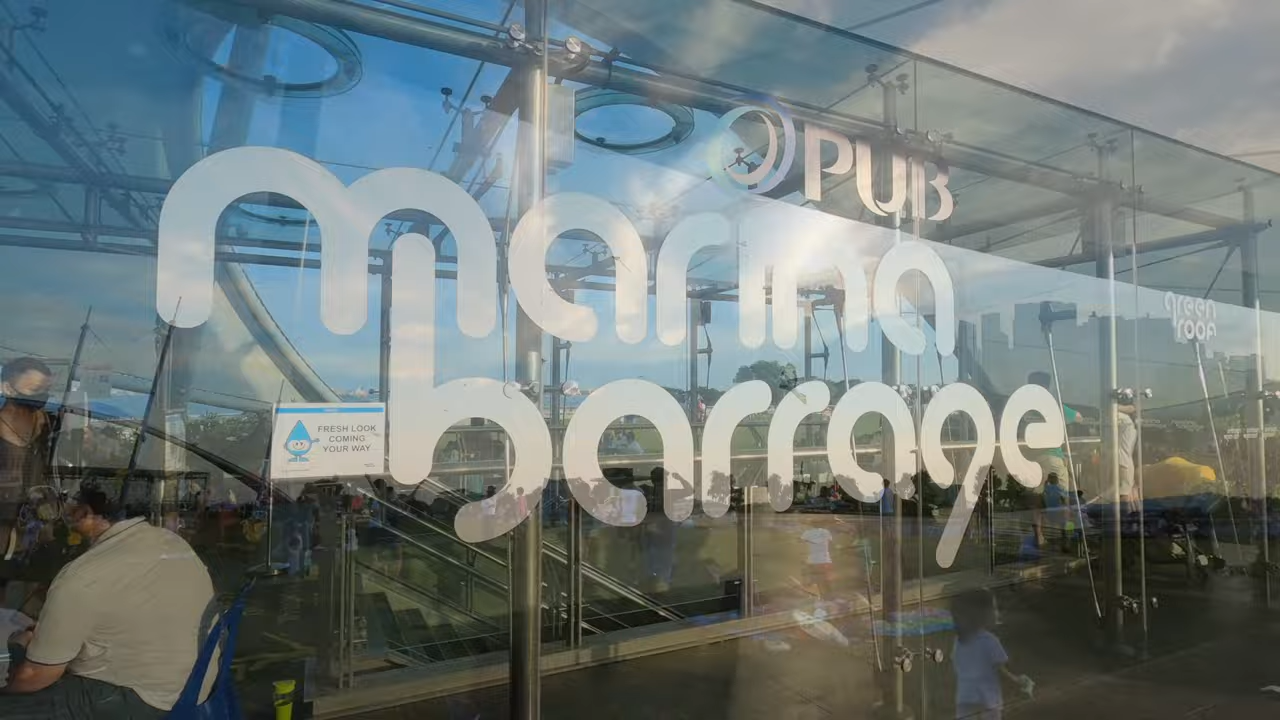 PUB
marina
barrage
green
roof
FRESH LOOK
COMING
YOUR WAY